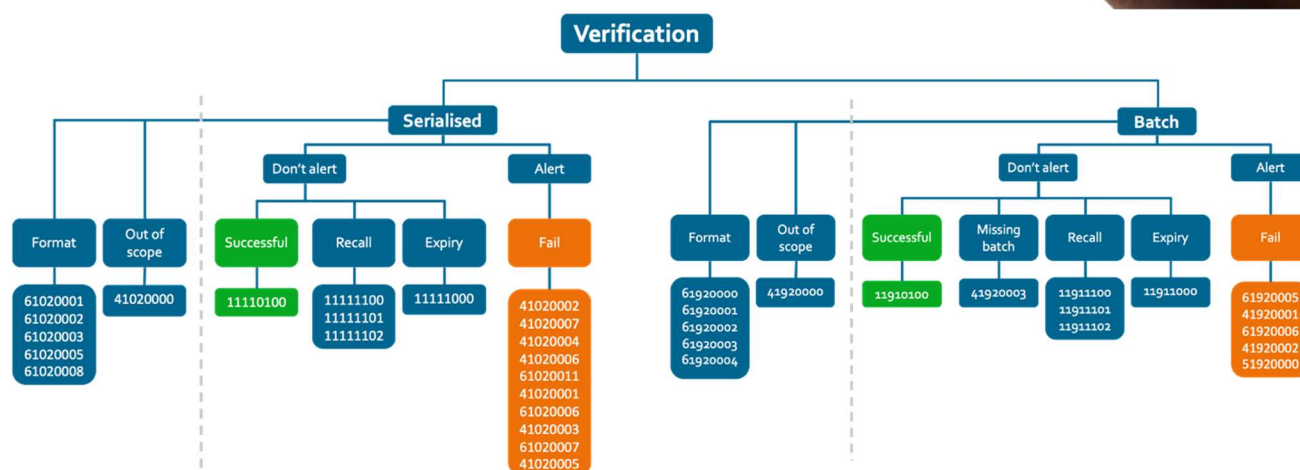 Verification
Serialised
Batch
Don't alert
Alert
Don't alert
Alert
Format
Out of
scope
Successful
Recall
Expiry
Fail
Format
Out of
scope
Successful
Missing
batch
Recall
Expiry
Fail
61020001
61020002
61020003
61020005
61020008
41020000
11110100
11111100
11111101
11111102
11111000
41020002
41020007
41020004
41020006
61020011
41020001
61020006
41020003
61020007
41020005
61920000
61920001
61920002
61920003
61920004
41920000
11910100
41920003
11911100
11911101
11911102
11911000
61920005
41920001
61920006
41920002
51920000